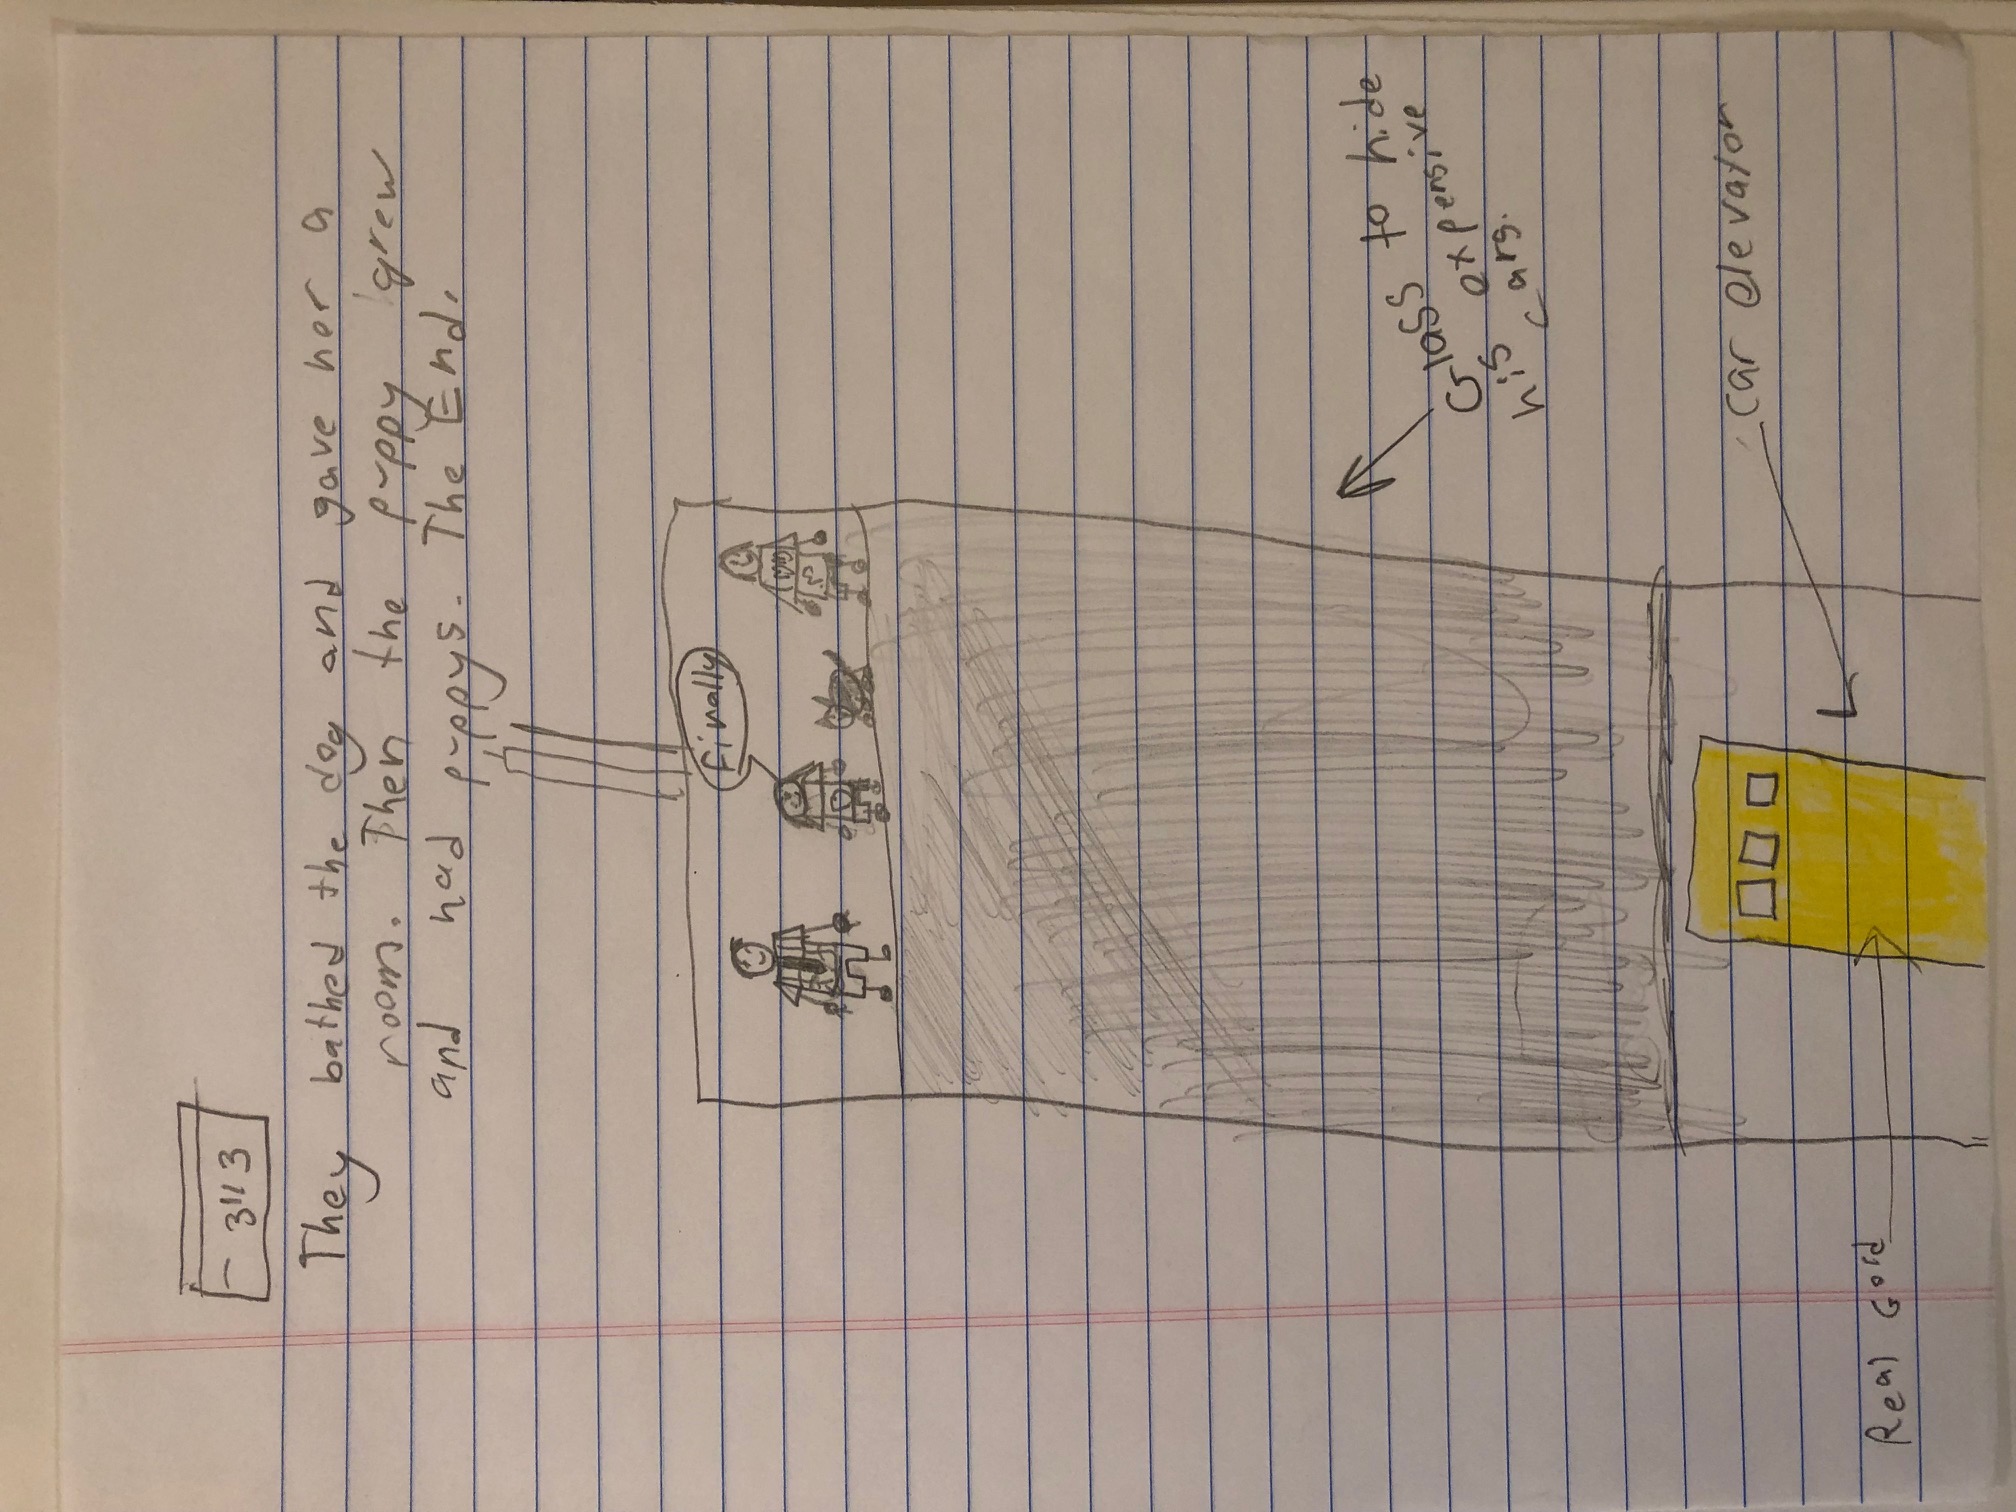 - 3113
They bathed the dog and gave her a
room. Then the puppy grew
and had puppys. The End.
Finally
Glass to hide
his expensive
cars.
car elevator
Real Gold